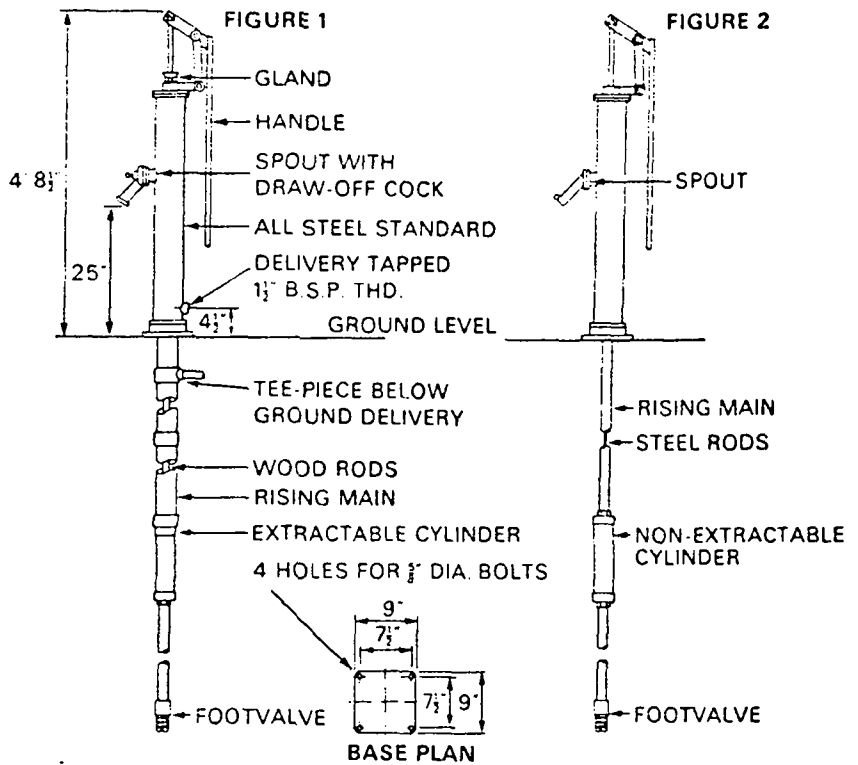 FIGURE 1
GLAND
HANDLE
4' 8½"
SPOUT WITH
DRAW-OFF COCK
ALL STEEL STANDARD
25"
DELIVERY TAPPED
1½" B.S.P. THD.
4½"
GROUND LEVEL
TEE-PIECE BELOW
GROUND DELIVERY
WOOD RODS
RISING MAIN
EXTRACTABLE CYLINDER
4 HOLES FOR ⅝" DIA. BOLTS
9"
7½"
7½" 9"
FOOTVALVE
BASE PLAN
FIGURE 2
SPOUT
RISING MAIN
STEEL RODS
NON-EXTRACTABLE
CYLINDER
FOOTVALVE